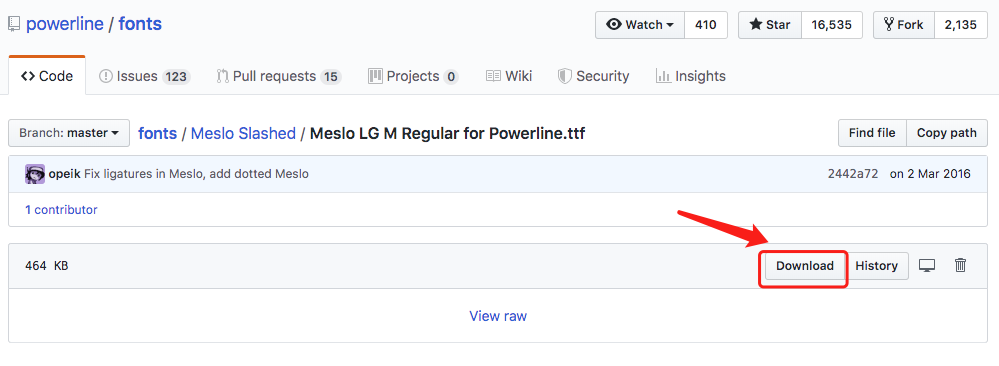 powerline / fonts Watch 410 Star 16,535 Fork 2,135
<> Code Issues 123 Pull requests 15 Projects 0 Wiki Security Insights
Branch: master fonts / Meslo Slashed / Meslo LG M Regular for Powerline.ttf Find file Copy path
opeik Fix ligatures in Meslo, add dotted Meslo 2442a72 on 2 Mar 2016
1 contributor
464 KB Download History
View raw